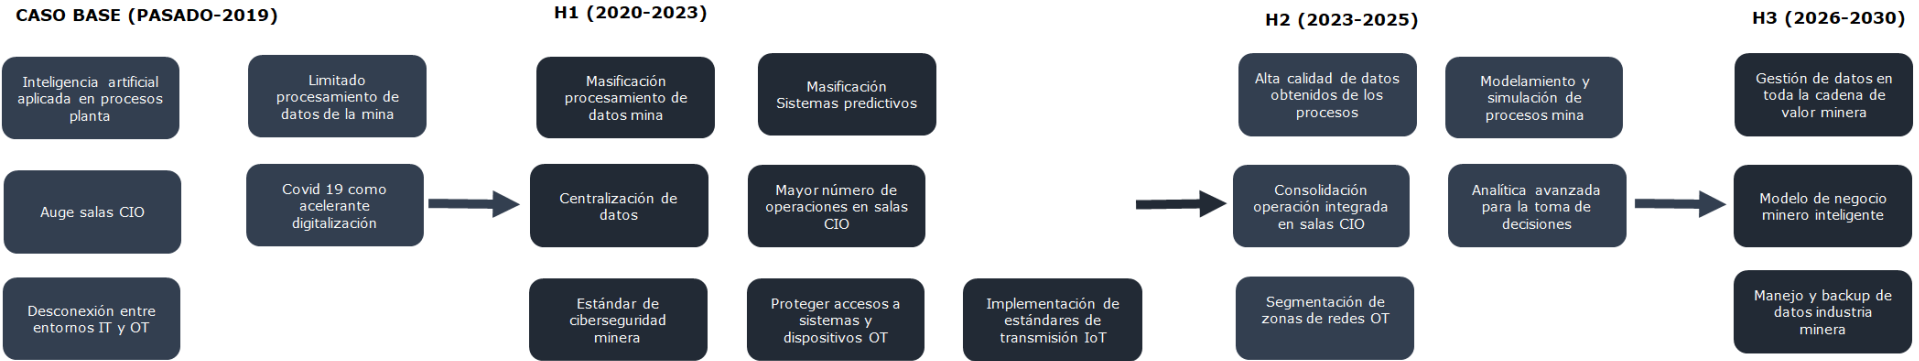 CASO BASE (PASADO-2019)
Inteligencia artificial
aplicada en procesos
planta
Limitado
procesamiento de
datos de la mina
Auge salas CIO
Covid 19 como
acelerante
digitalización
Desconexión entre
entornos IT y OT
H1 (2020-2023)
Masificación
procesamiento de
datos mina
Masificación
Sistemas predictivos
Centralización de
datos
Mayor número de
operaciones en salas
CIO
Estándar de
ciberseguridad
minera
Proteger accesos a
sistemas y
dispositivos OT
Implementación de
estándares de
transmisión IoT
H2 (2023-2025)
Alta calidad de datos
obtenidos de los
procesos
Modelamiento y
simulación de
procesos mina
Consolidación
operación integrada
en salas CIO
Analítica avanzada
para la toma de
decisiones
Segmentación de
zonas de redes OT
H3 (2026-2030)
Gestión de datos en
toda la cadena de
valor minera
Modelo de negocio
minero inteligente
Manejo y backup de
datos industria
minera